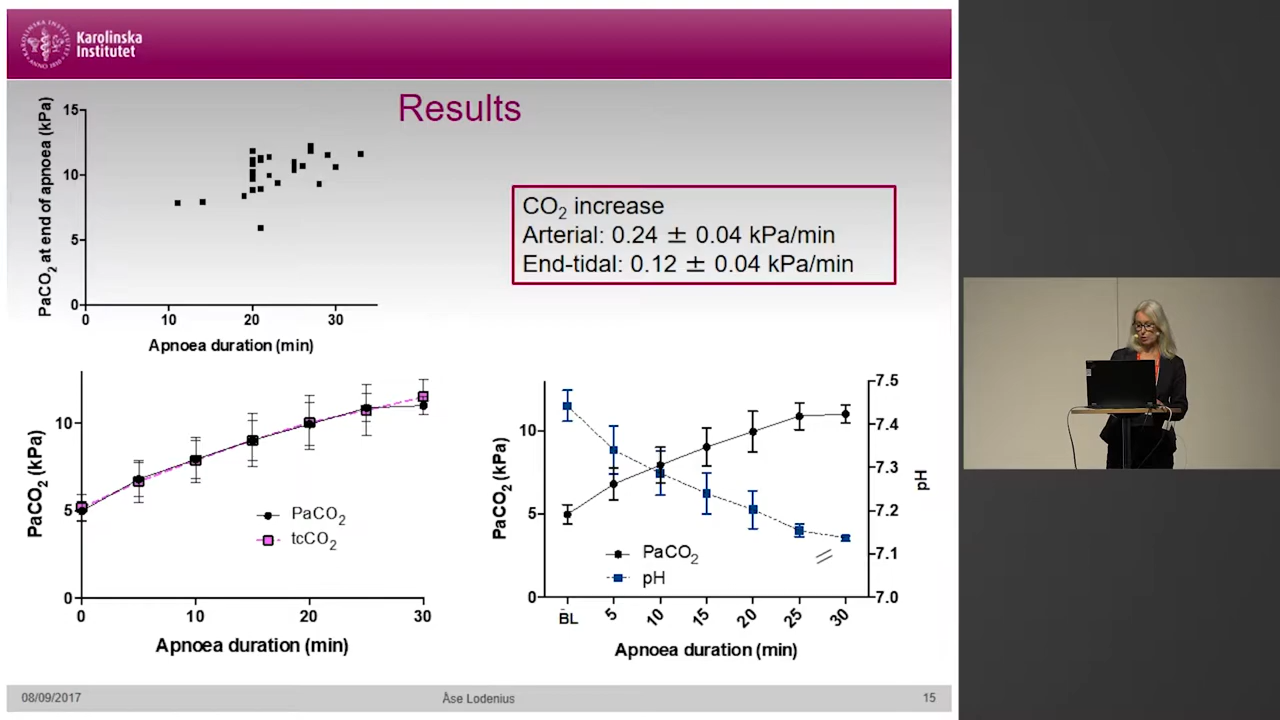 Karolinska
Institutet
ANNO 1810
Results
PaCO2 at end of apnoea (kPa)
15
10
5
0
0 10 20 30
Apnoea duration (min)
CO2 increase
Arterial: 0.24 ± 0.04 kPa/min
End-tidal: 0.12 ± 0.04 kPa/min
PaCO2 (kPa)
10
5
0
PaCO2
tcCO2
0 10 20 30
Apnoea duration (min)
PaCO2 (kPa)
10
5
0
PaCO2
pH
7.5
7.4
7.3
7.2
7.1
7.0
pH
BL 5 10 15 20 25 30
Apnoea duration (min)
08/09/2017 Åse Lodenius 15